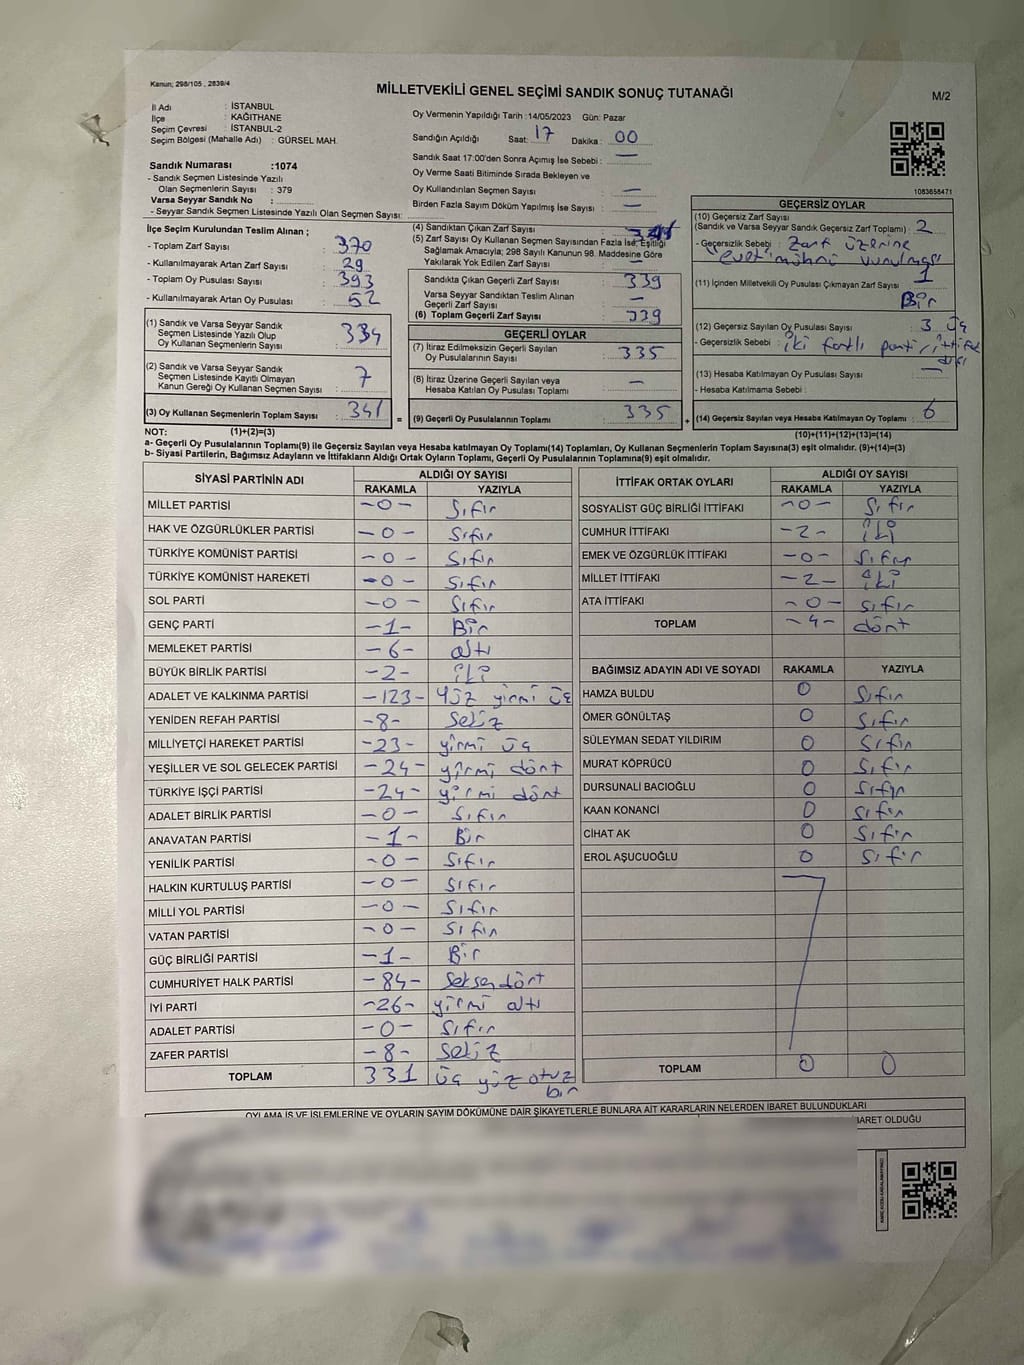 Kanun; 298/105 , 2839/4
MİLLETVEKİLİ GENEL SEÇİMİ SANDIK SONUÇ TUTANAĞI
M/2
İl Adı : İSTANBUL
İlçe : KAĞITHANE
Seçim Çevresi : İSTANBUL-2
Seçim Bölgesi (Mahalle Adı) : GÜRSEL MAH.
Sandık Numarası :1074
- Sandık Seçmen Listesinde Yazılı
Olan Seçmenlerin Sayısı : 379
Varsa Seyyar Sandık No :
- Seyyar Sandık Seçmen Listesinde Yazılı Olan Seçmenlerin Sayısı:
Oy Vermenin Yapıldığı Tarih : 14/05/2023 Gün: Pazar
Sandığın Açıldığı Saat: 17 Dakika : 00
Sandık Saat 17:00'den Sonra Açımış İse Sebebi : —
Oy Verme Saati Bitiminde Sırada Bekleyen ve
Oy Kullandırılan Seçmen Sayısı : —
Birden Fazla Sayım Döküm Yapılmış İse Sayısı : —
1083658471
İlçe Seçim Kurulundan Teslim Alınan ;
- Toplam Zarf Sayısı : 370
- Kullanılmayarak Artan Zarf Sayısı : 29
- Toplam Oy Pusulası Sayısı : 393
- Kullanılmayarak Artan Oy Pusulası : 52
(1) Sandık ve Varsa Seyyar Sandık
Seçmen Listesinde Yazılı Olup
Oy Kullanan Seçmenlerin Sayısı : 334
(2) Sandık ve Varsa Seyyar Sandık
Seçmen Listesinde Kayıtlı Olmayan
Kanun Gereği Oy Kullanan Seçmen Sayısı : 7
(3) Oy Kullanan Seçmenlerin Toplam Sayısı : 341
(4) Sandıktan Çıkan Zarf Sayısı : 341
(5) Zarf Sayısı Oy Kullanan Seçmen Sayısından Fazla İse, Eşitliği
Sağlamak Amacıyla; 298 Sayılı Kanunun 98. Maddesine Göre
Yakılarak Yok Edilen Zarf Sayısı : —
Sandıkta Çıkan Geçerli Zarf Sayısı : 339
Varsa Seyyar Sandıktan Teslim Alınan
Geçerli Zarf Sayısı : —
(6) Toplam Geçerli Zarf Sayısı : 339
GEÇERLİ OYLAR
(7) İtiraz Edilmeksizin Geçerli Sayılan
Oy Pusulalarının Sayısı : 335
(8) İtiraz Üzerine Geçerli Sayılan veya
Hesaba Katılan Oy Pusulaları Toplamı : —
= (9) Geçerli Oy Pusulalarının Toplamı : 335
GEÇERSİZ OYLAR
(10) Geçersiz Zarf Sayısı
(Sandık ve Varsa Seyyar Sandık Geçersiz Zarf Toplamı) : 2
- Geçersizlik Sebebi : Zarf üzerine
evet mührü vurulması
(11) İçinden Milletvekili Oy Pusulası Çıkmayan Zarf Sayısı : 1
Bir
(12) Geçersiz Sayılan Oy Pusulası Sayısı : 3 üç
- Geçersizlik Sebebi : iki farklı parti/ittifak
(13) Hesaba Katılmayan Oy Pusulası Sayısı : —
- Hesaba Katılmama Sebebi :
+ (14) Geçersiz Sayılan veya Hesaba Katılmayan Oy Toplamı : 6
NOT: (1)+(2)=(3) (10)+(11)+(12)+(13)=(14)
a- Geçerli Oy Pusulalarının Toplamı(9) ile Geçersiz Sayılan veya Hesaba katılmayan Oy Toplamı(14) Toplamları, Oy Kullanan Seçmenlerin Toplam Sayısına(3) eşit olmalıdır. (9)+(14)=(3)
b- Siyasi Partilerin, Bağımsız Adayların ve İttifakların Aldığı Ortak Oyların Toplamı, Geçerli Oy Pusulalarının Toplamına(9) eşit olmalıdır.
SİYASİ PARTİNİN ADI ALDIĞI OY SAYISI
RAKAMLA YAZIYLA
MİLLET PARTİSİ -0- Sıfır
HAK VE ÖZGÜRLÜKLER PARTİSİ -0- Sıfır
TÜRKİYE KOMÜNİST PARTİSİ -0- Sıfır
TÜRKİYE KOMÜNİST HAREKETİ -0- Sıfır
SOL PARTİ -0- Sıfır
GENÇ PARTİ -1- Bir
MEMLEKET PARTİSİ -6- altı
BÜYÜK BİRLİK PARTİSİ -2- iki
ADALET VE KALKINMA PARTİSİ -123- Yüz yirmi üç
YENİDEN REFAH PARTİSİ -8- Sekiz
MİLLİYETÇİ HAREKET PARTİSİ -23- yirmi üç
YEŞİLLER VE SOL GELECEK PARTİSİ -24- yirmi dört
TÜRKİYE İŞÇİ PARTİSİ -24- yirmi dört
ADALET BİRLİK PARTİSİ -0- Sıfır
ANAVATAN PARTİSİ -1- Bir
YENİLİK PARTİSİ -0- Sıfır
HALKIN KURTULUŞ PARTİSİ -0- Sıfır
MİLLİ YOL PARTİSİ -0- Sıfır
VATAN PARTİSİ -0- Sıfır
GÜÇ BİRLİĞİ PARTİSİ -1- Bir
CUMHURİYET HALK PARTİSİ -84- Seksen dört
İYİ PARTİ -26- yirmi altı
ADALET PARTİSİ -0- Sıfır
ZAFER PARTİSİ -8- Sekiz
TOPLAM 331 üç yüz otuz
bir
İTTİFAK ORTAK OYLARI ALDIĞI OY SAYISI
RAKAMLA YAZIYLA
SOSYALİST GÜÇ BİRLİĞİ İTTİFAKI -0- Sıfır
CUMHUR İTTİFAKI -2- iki
EMEK VE ÖZGÜRLÜK İTTİFAKI -0- Sıfır
MİLLET İTTİFAKI -2- iki
ATA İTTİFAKI -0- Sıfır
TOPLAM -4- dört
BAĞIMSIZ ADAYIN ADI VE SOYADI RAKAMLA YAZIYLA
HAMZA BULDU 0 Sıfır
ÖMER GÖNÜLTAŞ 0 Sıfır
SÜLEYMAN SEDAT YILDIRIM 0 Sıfır
MURAT KÖPRÜCÜ 0 Sıfır
DURSUNALİ BACIOĞLU 0 Sıfır
KAAN KONANCİ 0 Sıfır
CİHAT AK 0 Sıfır
EROL AŞUCUOĞLU 0 Sıfır
TOPLAM 0 0
OYLAMA İŞ VE İŞLEMLERİNE VE OYLARIN SAYIM DÖKÜMÜNE DAİR ŞİKAYETLERLE BUNLARA AİT KARARLARIN NELERDEN İBARET BULUNDUKLARI
İBARET OLDUĞU